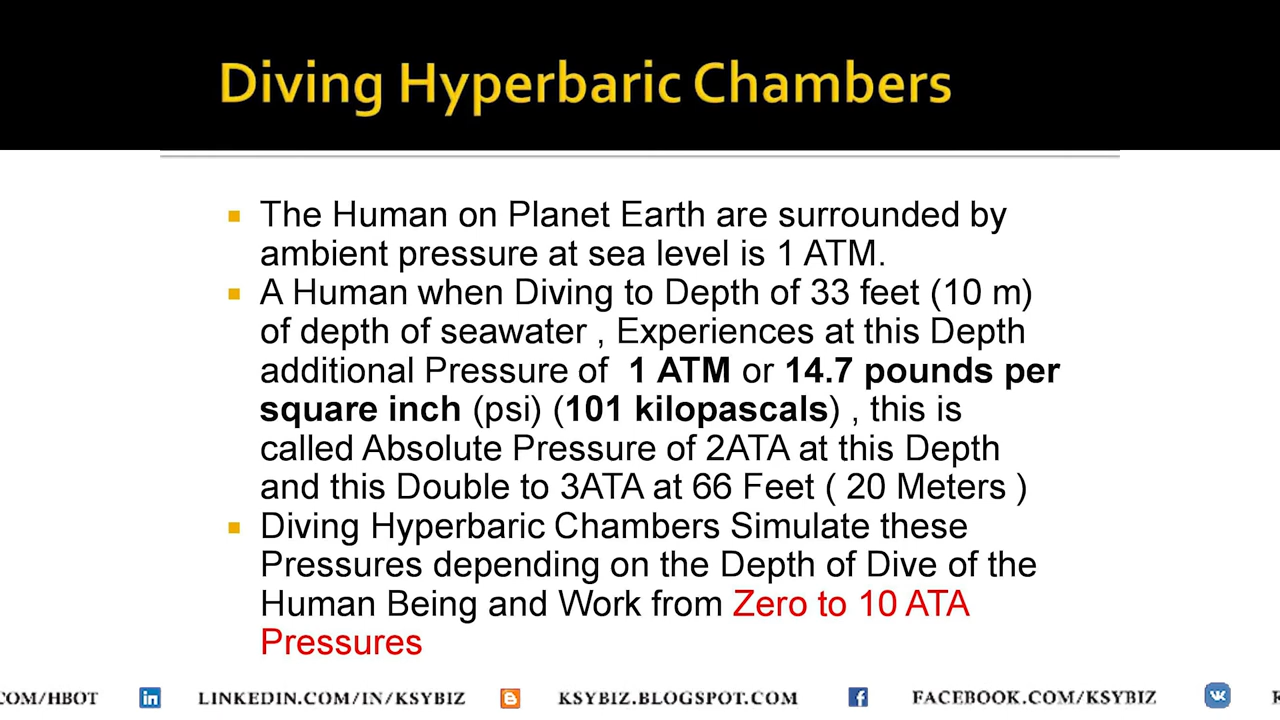 Diving Hyperbaric Chambers
The Human on Planet Earth are surrounded by
ambient pressure at sea level is 1 ATM.
A Human when Diving to Depth of 33 feet (10 m)
of depth of seawater , Experiences at this Depth
additional Pressure of 1 ATM or 14.7 pounds per
square inch (psi) (101 kilopascals) , this is
called Absolute Pressure of 2ATA at this Depth
and this Double to 3ATA at 66 Feet ( 20 Meters )
Diving Hyperbaric Chambers Simulate these
Pressures depending on the Depth of Dive of the
Human Being and Work from Zero to 10 ATA
Pressures
COM/HBOT LINKEDIN.COM/IN/KSYBIZ KSYBIZ.BLOGSPOT.COM FACEBOOK.COM/KSYBIZ